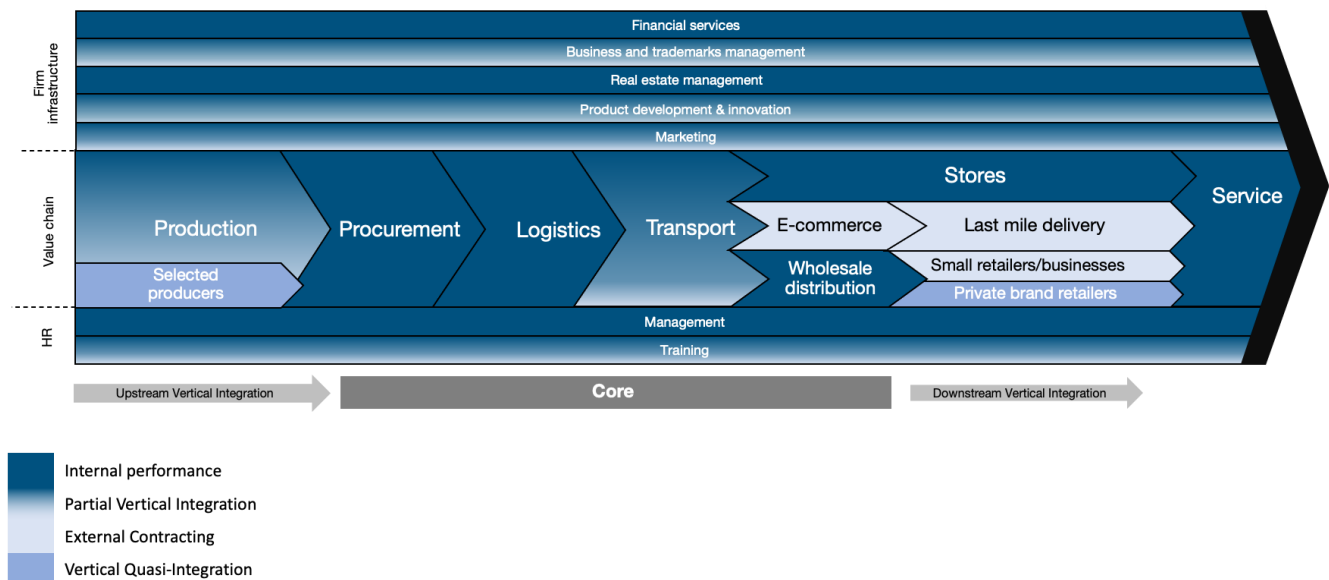 Firm
infrastructure
Financial services
Business and trademarks management
Real estate management
Product development & innovation
Marketing
Value chain
Production
Selected
producers
Procurement
Logistics
Transport
Stores
E-commerce
Last mile delivery
Wholesale
distribution
Small retailers/businesses
Private brand retailers
Service
HR
Management
Training
Upstream Vertical Integration
Core
Downstream Vertical Integration
Internal performance
Partial Vertical Integration
External Contracting
Vertical Quasi-Integration